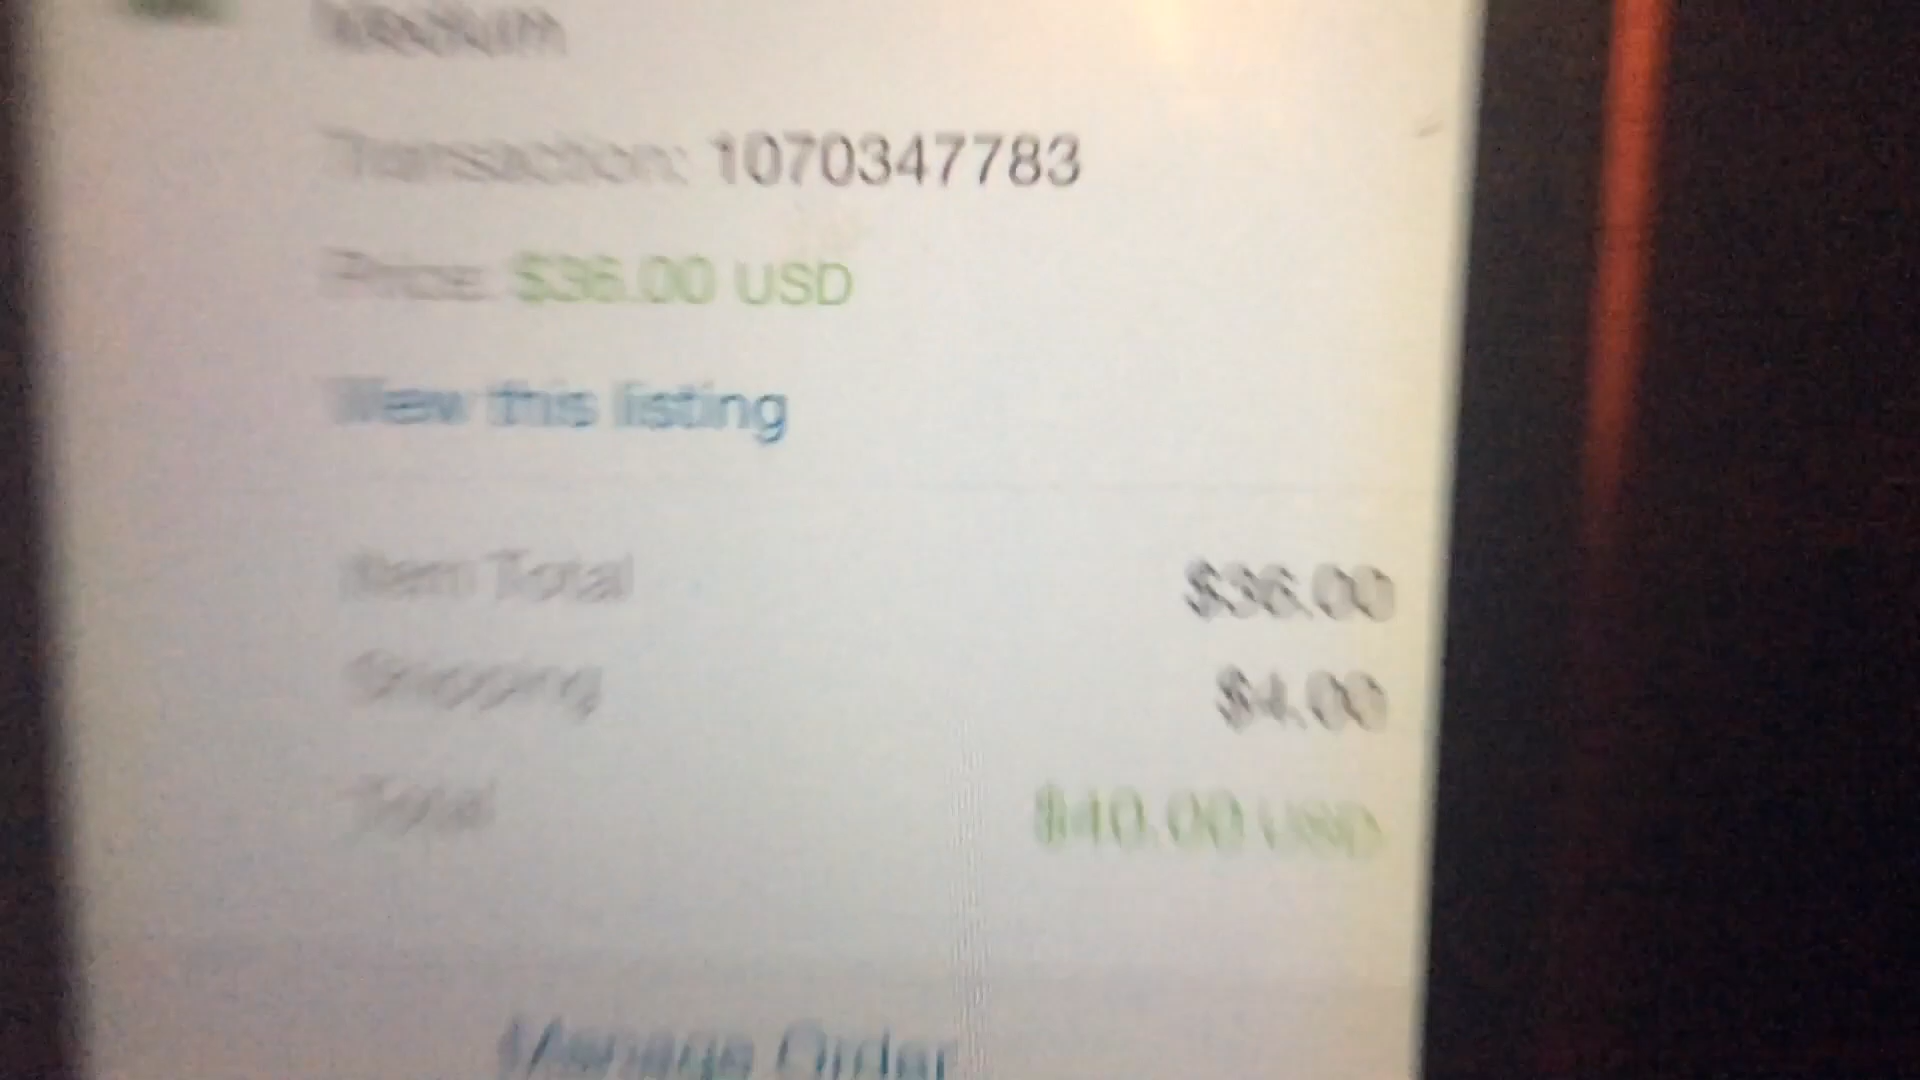 Medium
Transaction: 1070347783
Price: $36.00 USD
View this listing
Item Total $36.00
Shipping $4.00
Total $40.00 USD
Manage Order